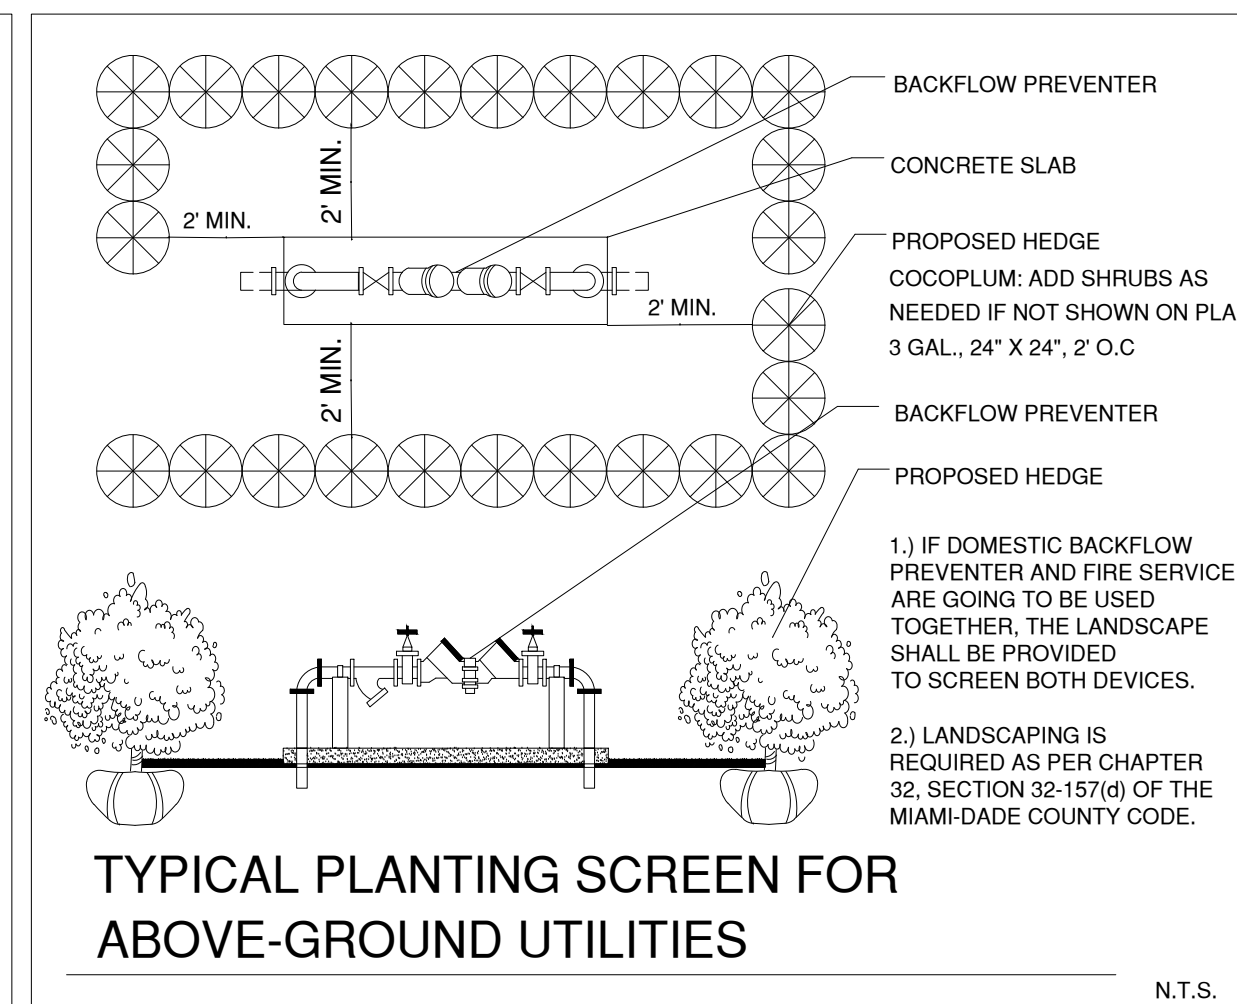 BACKFLOW PREVENTER
2' MIN.
CONCRETE SLAB
2' MIN.
PROPOSED HEDGE
COCOPLUM: ADD SHRUBS AS
NEEDED IF NOT SHOWN ON PLA
3 GAL., 24" X 24", 2' O.C
2' MIN.
2' MIN.
BACKFLOW PREVENTER
PROPOSED HEDGE
1.) IF DOMESTIC BACKFLOW
PREVENTER AND FIRE SERVICE
ARE GOING TO BE USED
TOGETHER, THE LANDSCAPE
SHALL BE PROVIDED
TO SCREEN BOTH DEVICES.
2.) LANDSCAPING IS
REQUIRED AS PER CHAPTER
32, SECTION 32-157(d) OF THE
MIAMI-DADE COUNTY CODE.
TYPICAL PLANTING SCREEN FOR
ABOVE-GROUND UTILITIES
N.T.S.